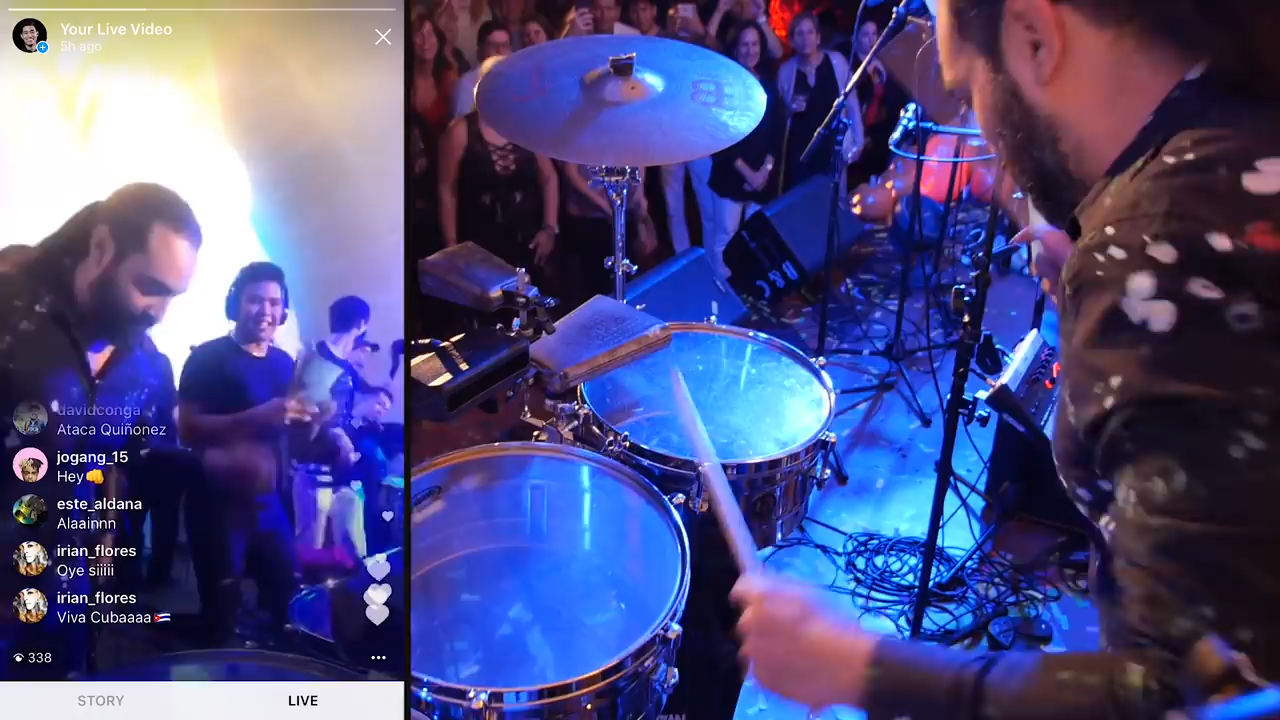 Your Live Video
5h ago
davidconga
Ataca Quiñonez
jogang_15
Hey👊
este_aldana
Alaainnn
irian_flores
Oye siiiii
irian_flores
Viva Cubaaaa🇨🇺
338
STORY
LIVE
D&C